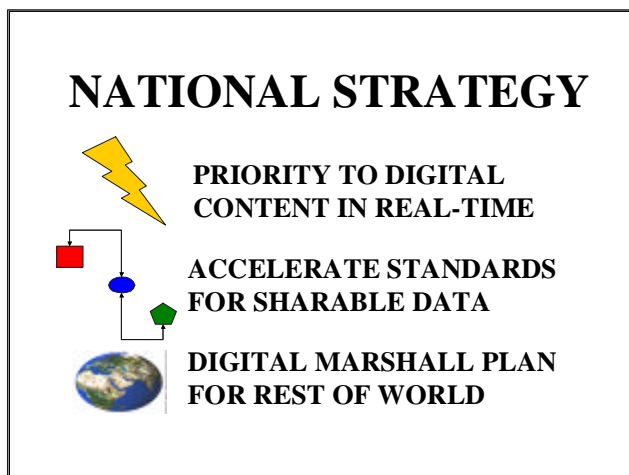 NATIONAL STRATEGY
PRIORITY TO DIGITAL
CONTENT IN REAL-TIME
ACCELERATE STANDARDS
FOR SHARABLE DATA
DIGITAL MARSHALL PLAN
FOR REST OF WORLD